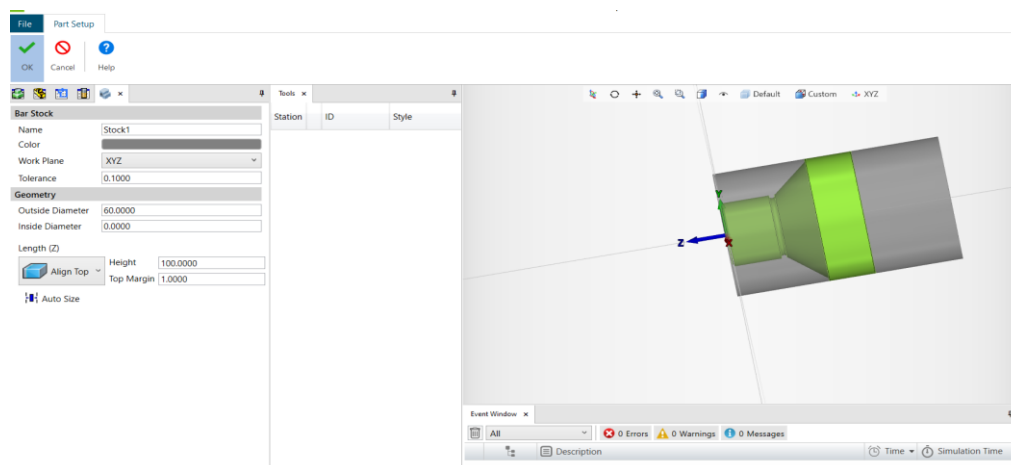 File Part Setup
OK Cancel Help
Tools
Default Custom XYZ
Station ID Style
Bar Stock
Name Stock1
Color
Work Plane XYZ
Tolerance 0.1000
Geometry
Outside Diameter 60.0000
Inside Diameter 0.0000
Length (Z)
Align Top Height 100.0000
Top Margin 1.0000
Auto Size
Y
Z X
Event Window
All 0 Errors 0 Warnings 0 Messages
Description Time Simulation Time